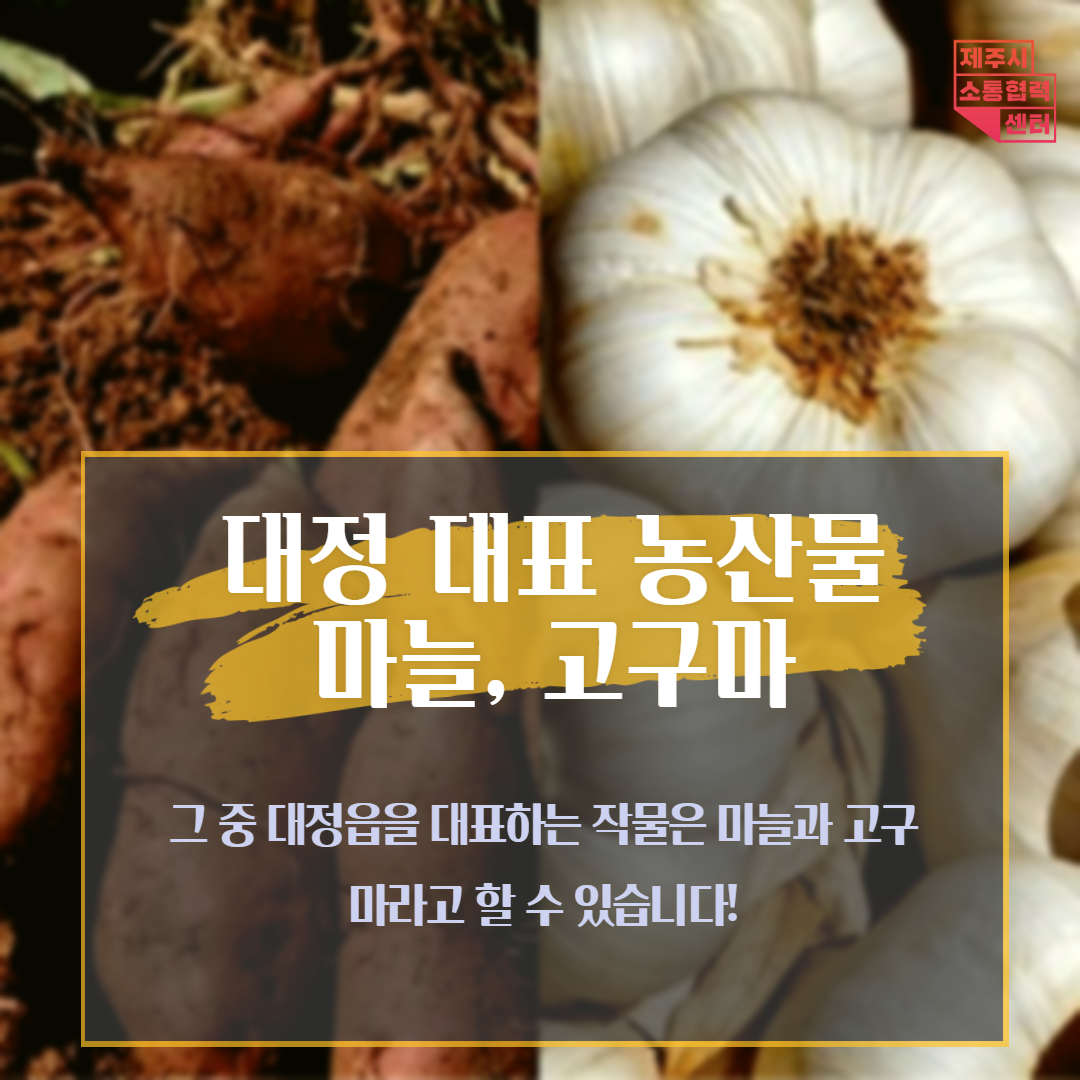 제주시
소통협력
센터
대정 대표 농산물
마늘, 고구마
그 중 대정읍을 대표하는 작물은 마늘과 고구
마라고 할 수 있습니다!